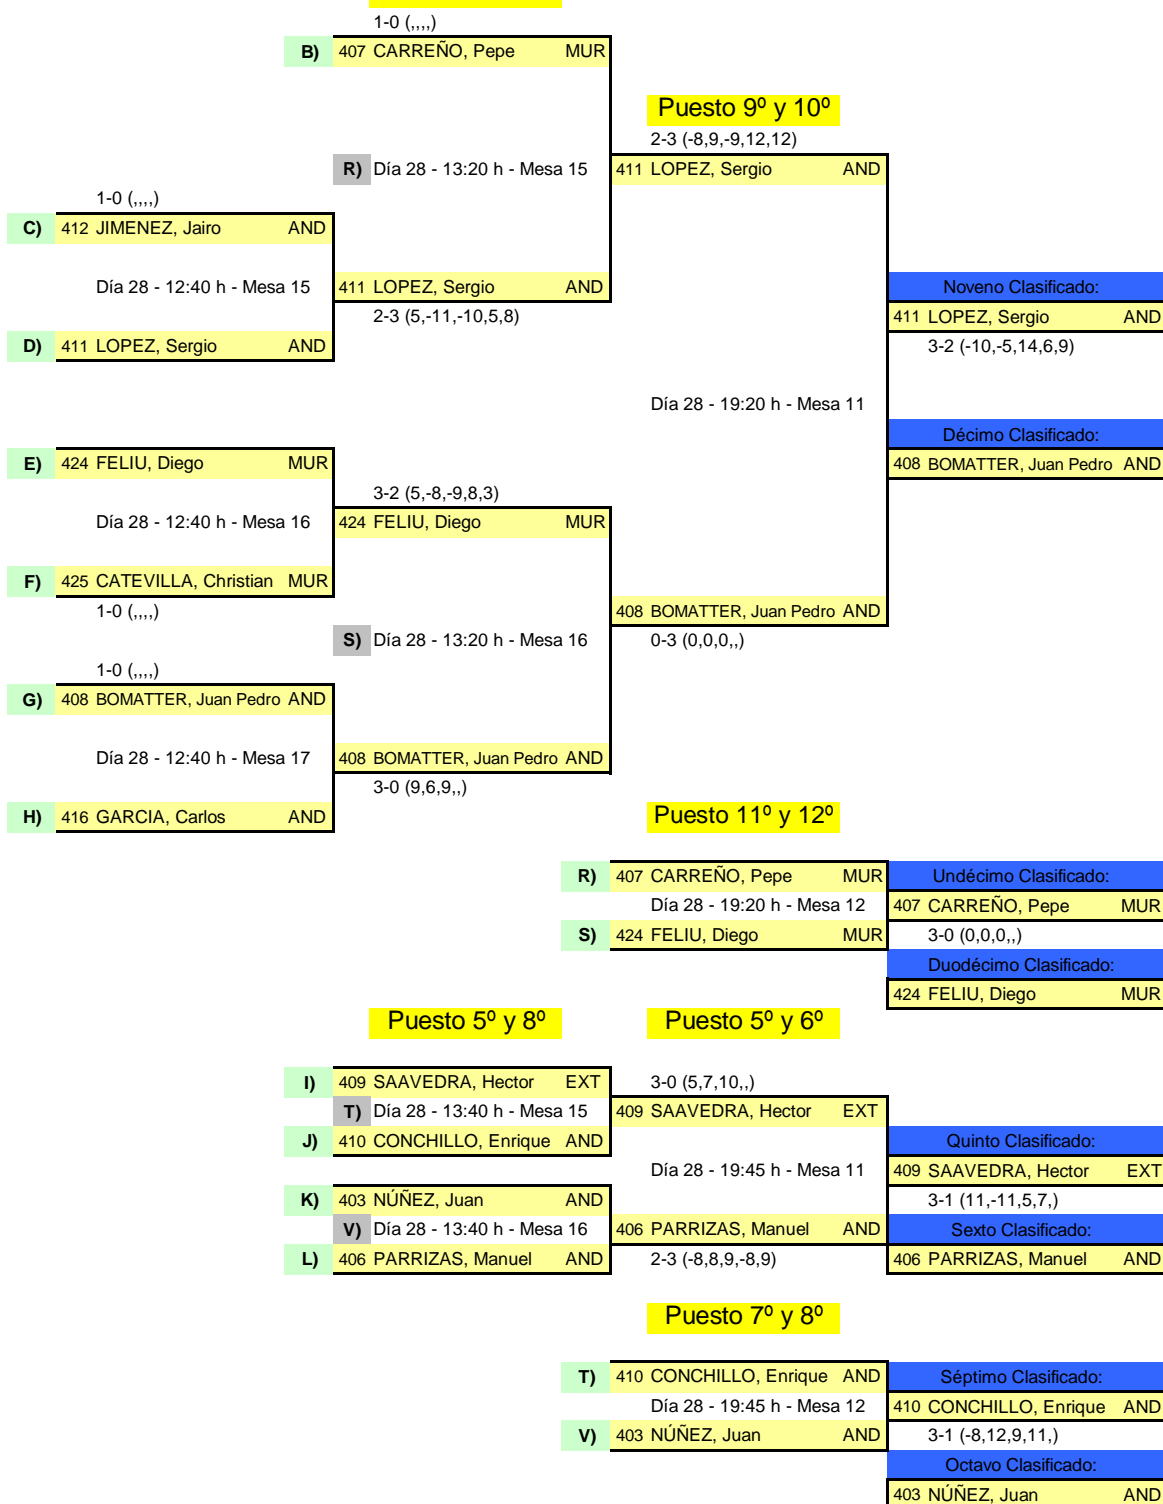 1-0 (,,,,)
B) 407 CARREÑO, Pepe MUR
Puesto 9º y 10º
2-3 (-8,9,-9,12,12)
R) Día 28 - 13:20 h - Mesa 15 411 LOPEZ, Sergio AND
1-0 (,,,,)
C) 412 JIMENEZ, Jairo AND
Día 28 - 12:40 h - Mesa 15 411 LOPEZ, Sergio AND Noveno Clasificado:
2-3 (5,-11,-10,5,8) 411 LOPEZ, Sergio AND
D) 411 LOPEZ, Sergio AND 3-2 (-10,-5,14,6,9)
Día 28 - 19:20 h - Mesa 11
Décimo Clasificado:
E) 424 FELIU, Diego MUR 408 BOMATTER, Juan Pedro AND
3-2 (5,-8,-9,8,3)
Día 28 - 12:40 h - Mesa 16 424 FELIU, Diego MUR
F) 425 CATEVILLA, Christian MUR
1-0 (,,,,) 408 BOMATTER, Juan Pedro AND
S) Día 28 - 13:20 h - Mesa 16 0-3 (0,0,0,,)
1-0 (,,,,)
G) 408 BOMATTER, Juan Pedro AND
Día 28 - 12:40 h - Mesa 17 408 BOMATTER, Juan Pedro AND
3-0 (9,6,9,,)
H) 416 GARCIA, Carlos AND Puesto 11º y 12º
R) 407 CARREÑO, Pepe MUR Undécimo Clasificado:
Día 28 - 19:20 h - Mesa 12 407 CARREÑO, Pepe MUR
S) 424 FELIU, Diego MUR 3-0 (0,0,0,,)
Duodécimo Clasificado:
424 FELIU, Diego MUR
Puesto 5º y 8º Puesto 5º y 6º
I) 409 SAAVEDRA, Hector EXT 3-0 (5,7,10,,)
T) Día 28 - 13:40 h - Mesa 15 409 SAAVEDRA, Hector EXT
J) 410 CONCHILLO, Enrique AND Quinto Clasificado:
Día 28 - 19:45 h - Mesa 11 409 SAAVEDRA, Hector EXT
K) 403 NÚÑEZ, Juan AND 3-1 (11,-11,5,7,)
V) Día 28 - 13:40 h - Mesa 16 406 PARRIZAS, Manuel AND Sexto Clasificado:
L) 406 PARRIZAS, Manuel AND 2-3 (-8,8,9,-8,9) 406 PARRIZAS, Manuel AND
Puesto 7º y 8º
T) 410 CONCHILLO, Enrique AND Séptimo Clasificado:
Día 28 - 19:45 h - Mesa 12 410 CONCHILLO, Enrique AND
V) 403 NÚÑEZ, Juan AND 3-1 (-8,12,9,11,)
Octavo Clasificado:
403 NÚÑEZ, Juan AND